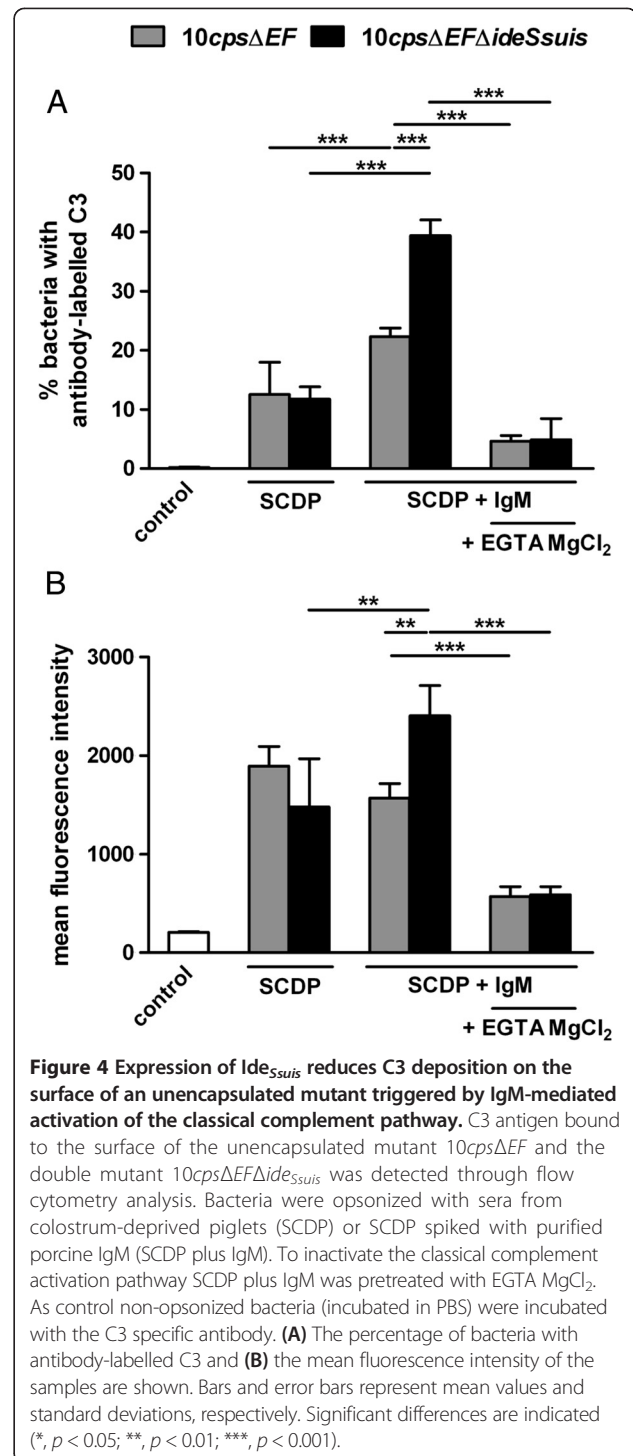 10cpsΔEF 10cpsΔEFΔideSsuis
A
*** ***
*** ***
***
% bacteria with
antibody-labelled C3
50
40
30
20
10
0
control
SCDP
SCDP + IgM
+ EGTA MgCl₂
B
**
** ***
***
mean fluorescence intensity
3000
2000
1000
0
control
SCDP
SCDP + IgM
+ EGTA MgCl₂
Figure 4 Expression of IdeSsuis reduces C3 deposition on the
surface of an unencapsulated mutant triggered by IgM-mediated
activation of the classical complement pathway. C3 antigen bound
to the surface of the unencapsulated mutant 10cpsΔEF and the
double mutant 10cpsΔEFΔideSsuis was detected through flow
cytometry analysis. Bacteria were opsonized with sera from
colostrum-deprived piglets (SCDP) or SCDP spiked with purified
porcine IgM (SCDP plus IgM). To inactivate the classical complement
activation pathway SCDP plus IgM was pretreated with EGTA MgCl₂.
As control non-opsonized bacteria (incubated in PBS) were incubated
with the C3 specific antibody. (A) The percentage of bacteria with
antibody-labelled C3 and (B) the mean fluorescence intensity of the
samples are shown. Bars and error bars represent mean values and
standard deviations, respectively. Significant differences are indicated
(*, p < 0.05; **, p < 0.01; ***, p < 0.001).